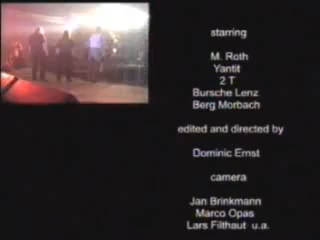 starring
M. Roth
Yantit
2 T
Bursche Lenz
Berg Morbach
edited and directed by
Dominic Ernst
camera
Jan Brinkmann
Marco Opas
Lars Filthaut u.a.